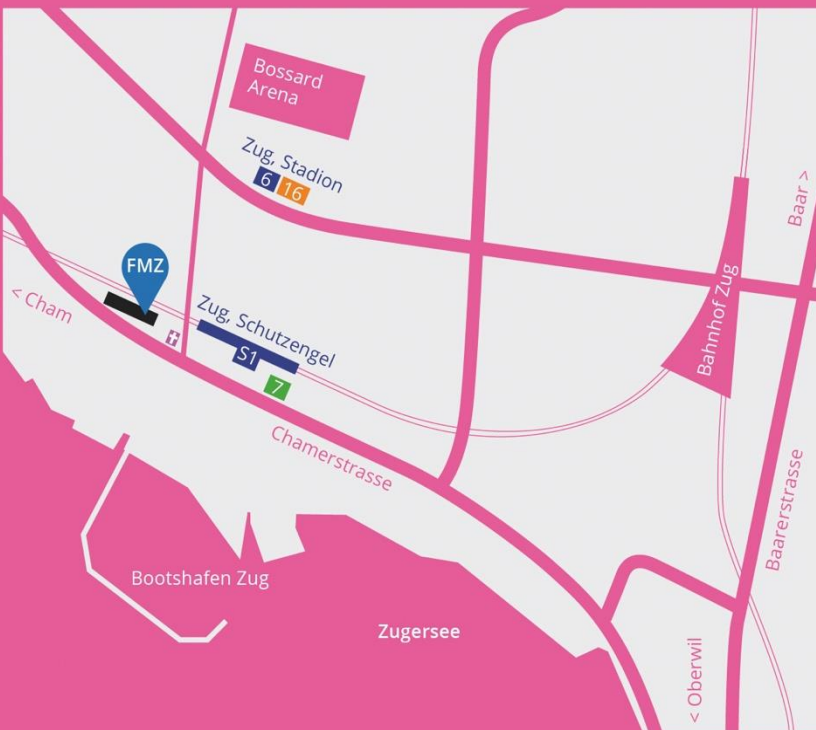 Bossard
Arena
Zug, Stadion
6 16
Baar >
FMZ
< Cham
Zug, Schutzengel
S1
7
Bahnhof Zug
Chamerstrasse
Baarerstrasse
Bootshafen Zug
Zugersee
< Oberwil